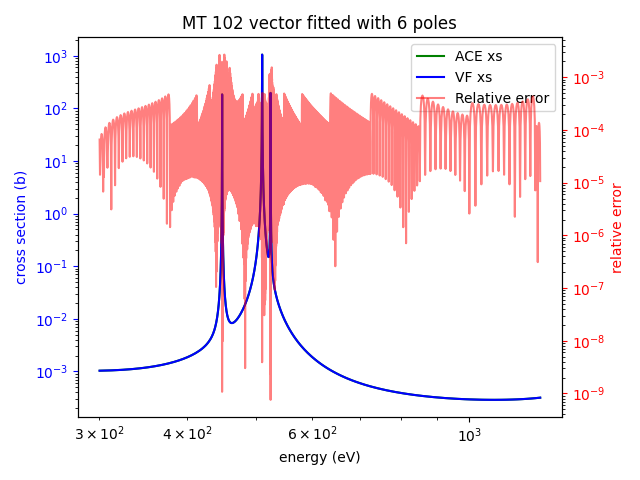 MT 102 vector fitted with 6 poles
ACE xs
VF xs
Relative error
cross section (b)
10³
10²
10¹
10⁰
10⁻¹
10⁻²
10⁻³
10⁻³
10⁻⁴
10⁻⁵
10⁻⁶
10⁻⁷
10⁻⁸
10⁻⁹
relative error
3 × 10² 4 × 10² 6 × 10² 10³
energy (eV)